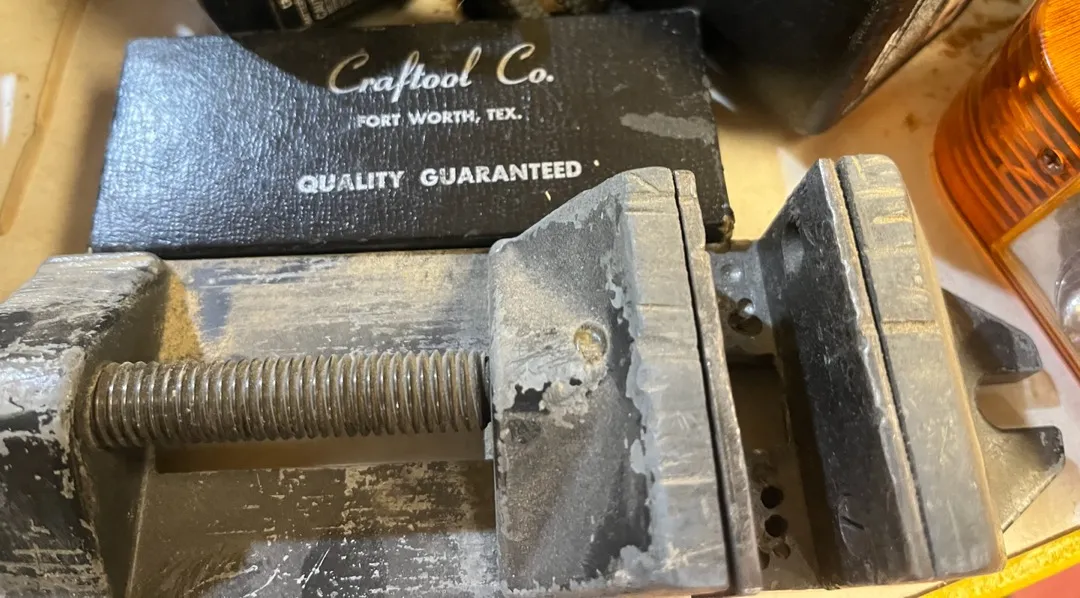 Craftool Co.
FORT WORTH, TEX.
QUALITY GUARANTEED